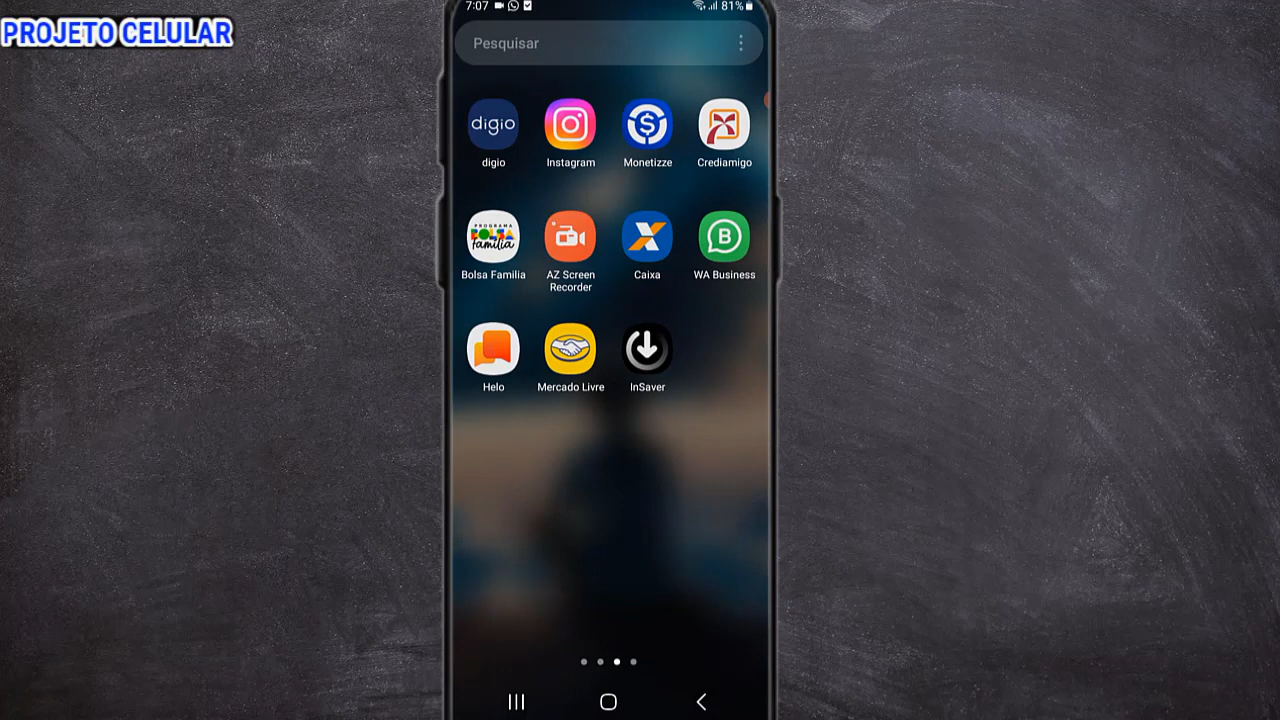 PROJETO CELULAR
7:07 81%
Pesquisar
digio
digio Instagram Monetizze Crediamigo
PROGRAMA
BOLSA
família
B
Bolsa Familia AZ Screen Recorder Caixa WA Business
Helo Mercado Livre InSaver